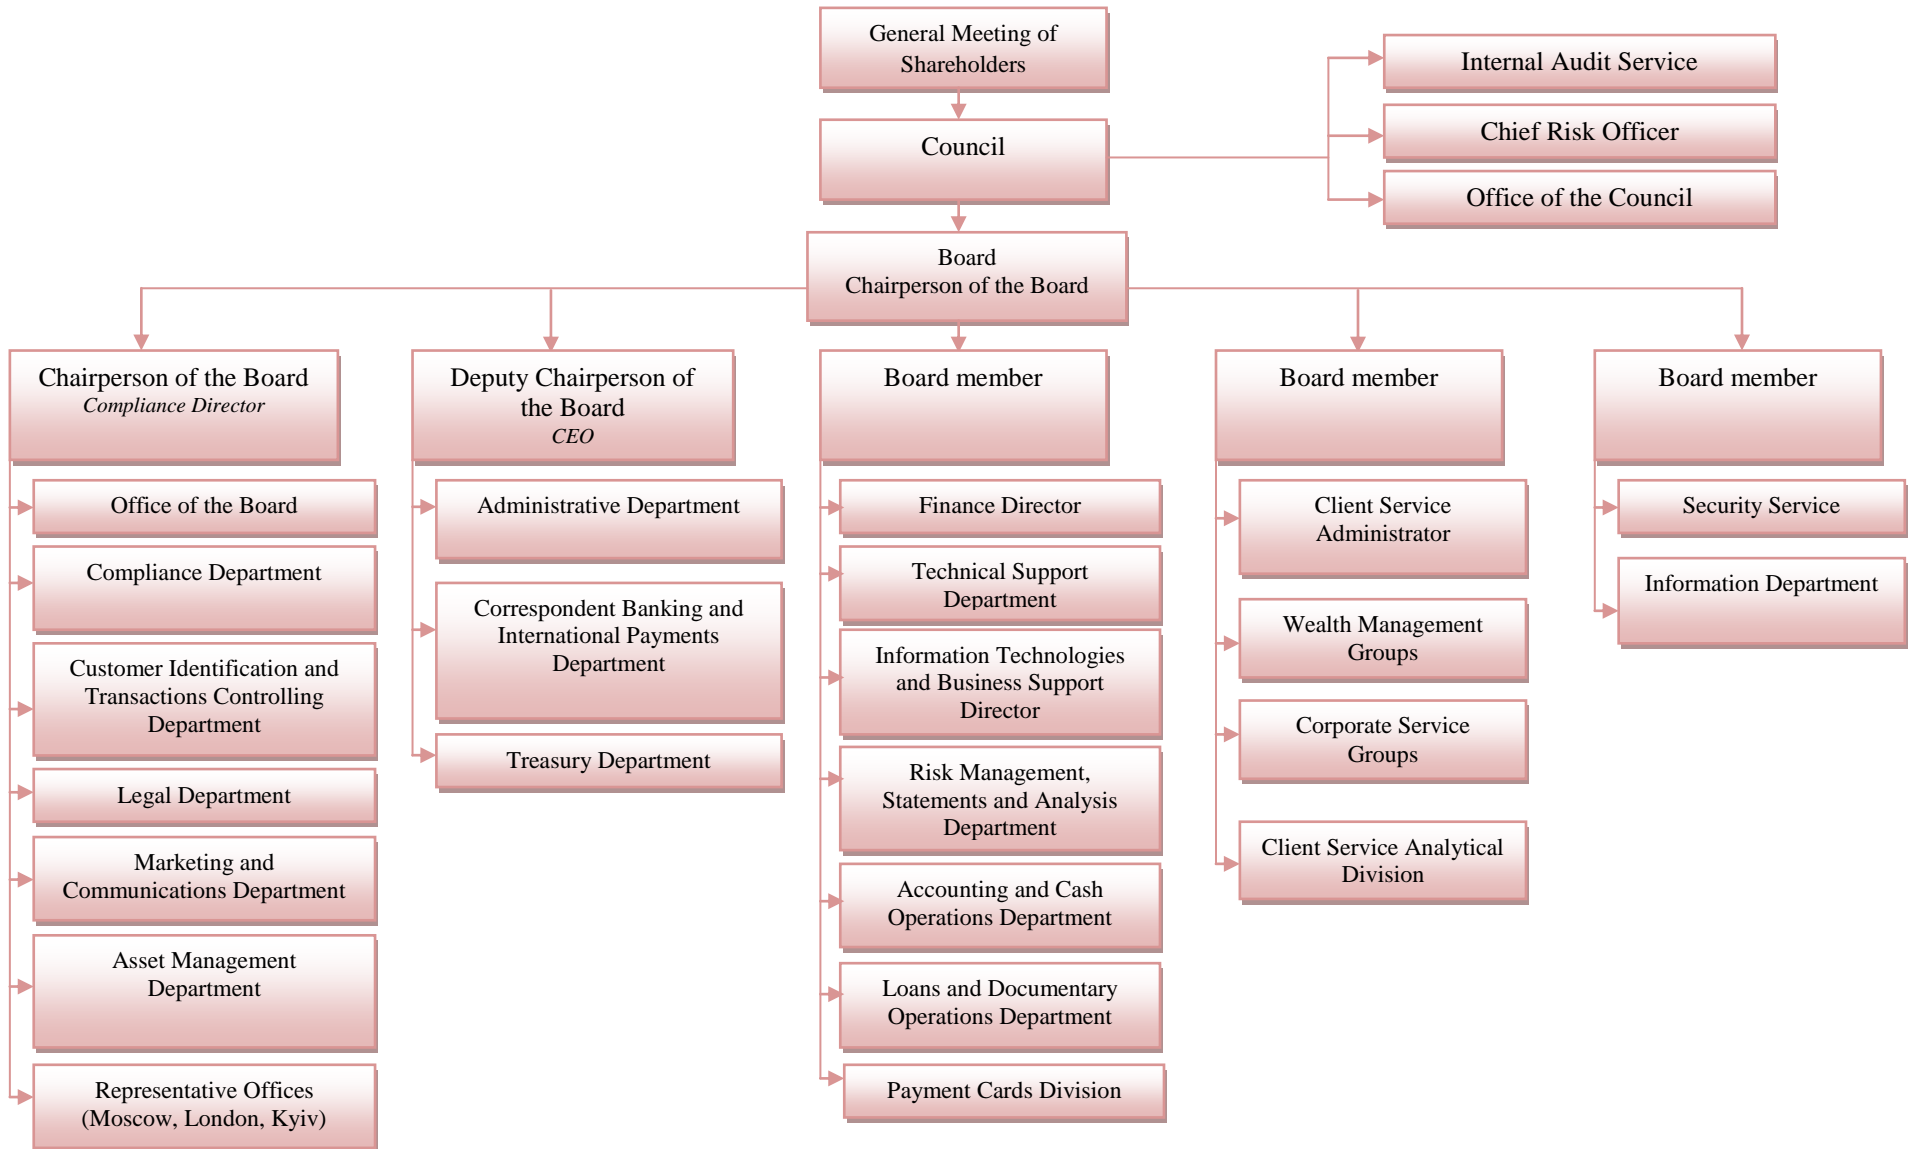 General Meeting of
Shareholders
Internal Audit Service
Council
Chief Risk Officer
Office of the Council
Board
Chairperson of the Board
Chairperson of the Board
Compliance Director
Office of the Board
Compliance Department
Customer Identification and
Transactions Controlling
Department
Legal Department
Marketing and
Communications Department
Asset Management
Department
Representative Offices
(Moscow, London, Kyiv)
Deputy Chairperson of
the Board
CEO
Administrative Department
Correspondent Banking and
International Payments
Department
Treasury Department
Board member
Finance Director
Technical Support
Department
Information Technologies
and Business Support
Director
Risk Management,
Statements and Analysis
Department
Accounting and Cash
Operations Department
Loans and Documentary
Operations Department
Payment Cards Division
Board member
Client Service
Administrator
Wealth Management
Groups
Corporate Service
Groups
Client Service Analytical
Division
Board member
Security Service
Information Department